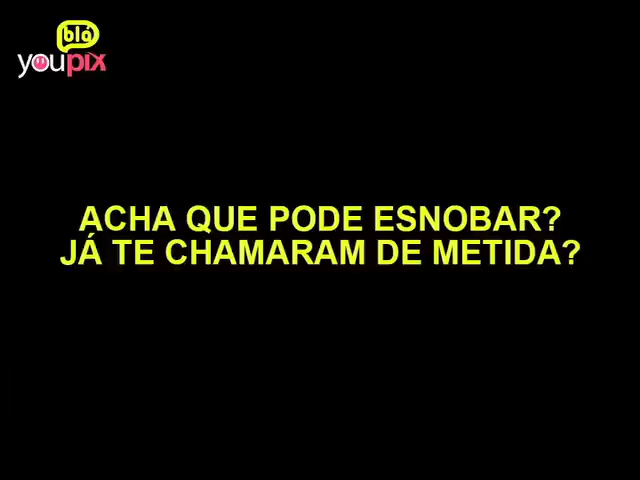 blá
youpix
ACHA QUE PODE ESNOBAR?
JÁ TE CHAMARAM DE METIDA?